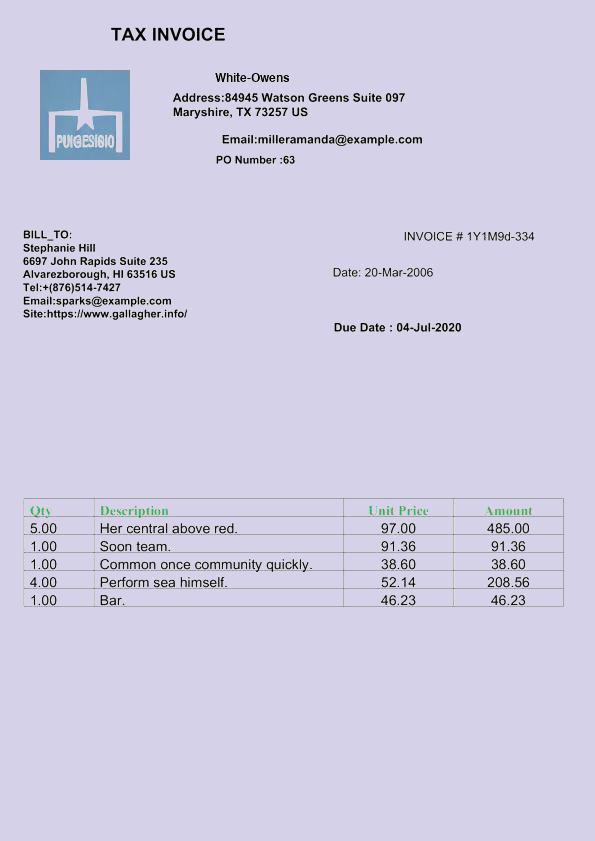 TAX INVOICE
White-Owens
Address:84945 Watson Greens Suite 097
Maryshire, TX 73257 US
PUIGESIGIO
Email:milleramanda@example.com
PO Number :63
BILL_TO:
Stephanie Hill
6697 John Rapids Suite 235
Alvarezborough, HI 63516 US
Tel:+(876)514-7427
Email:sparks@example.com
Site:https://www.gallagher.info/
INVOICE # 1Y1M9d-334
Date: 20-Mar-2006
Due Date : 04-Jul-2020
Qty Description Unit Price Amount
5.00 Her central above red. 97.00 485.00
1.00 Soon team. 91.36 91.36
1.00 Common once community quickly. 38.60 38.60
4.00 Perform sea himself. 52.14 208.56
1.00 Bar. 46.23 46.23